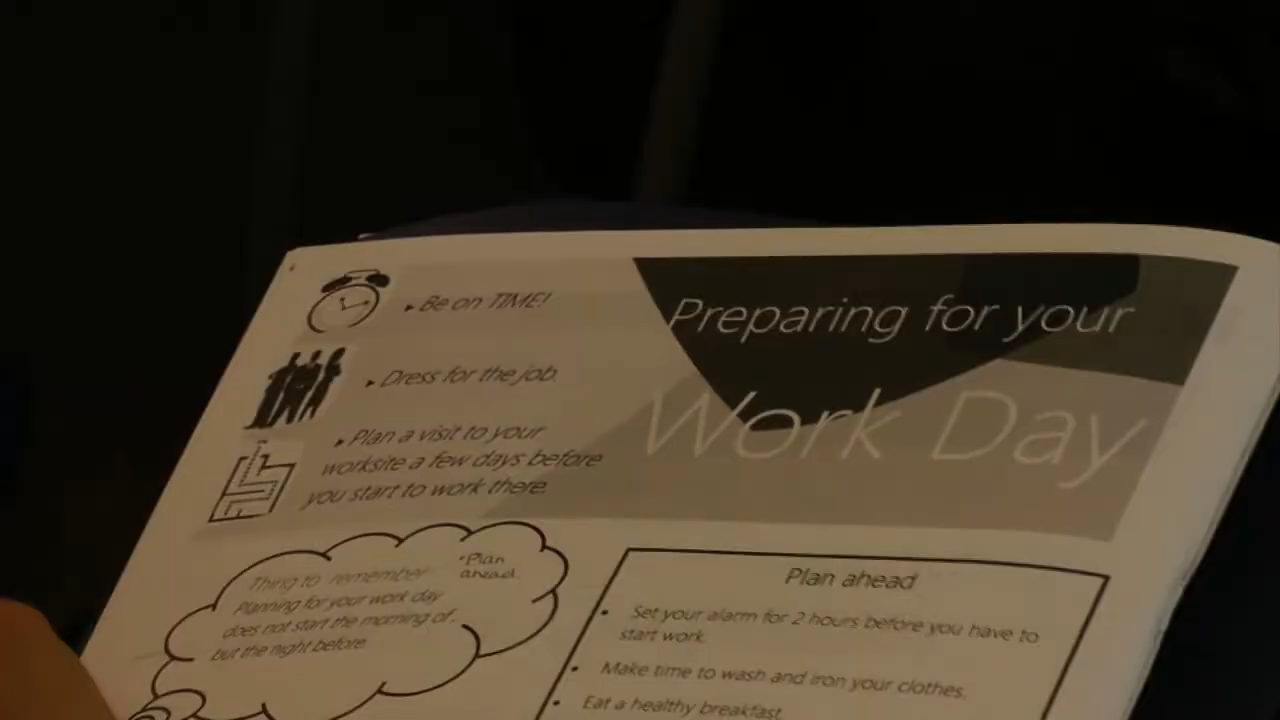 Preparing for your
Work Day
▸ Be on TIME!
▸ Dress for the job.
▸ Plan a visit to your
worksite a few days before
you start to work there.
Thing to remember
Planning for your work day
does not start the morning of,
but the night before.
•Plan
ahead.
Plan ahead
• Set your alarm for 2 hours before you have to
start work.
• Make time to wash and iron your clothes.
• Eat a healthy breakfast.